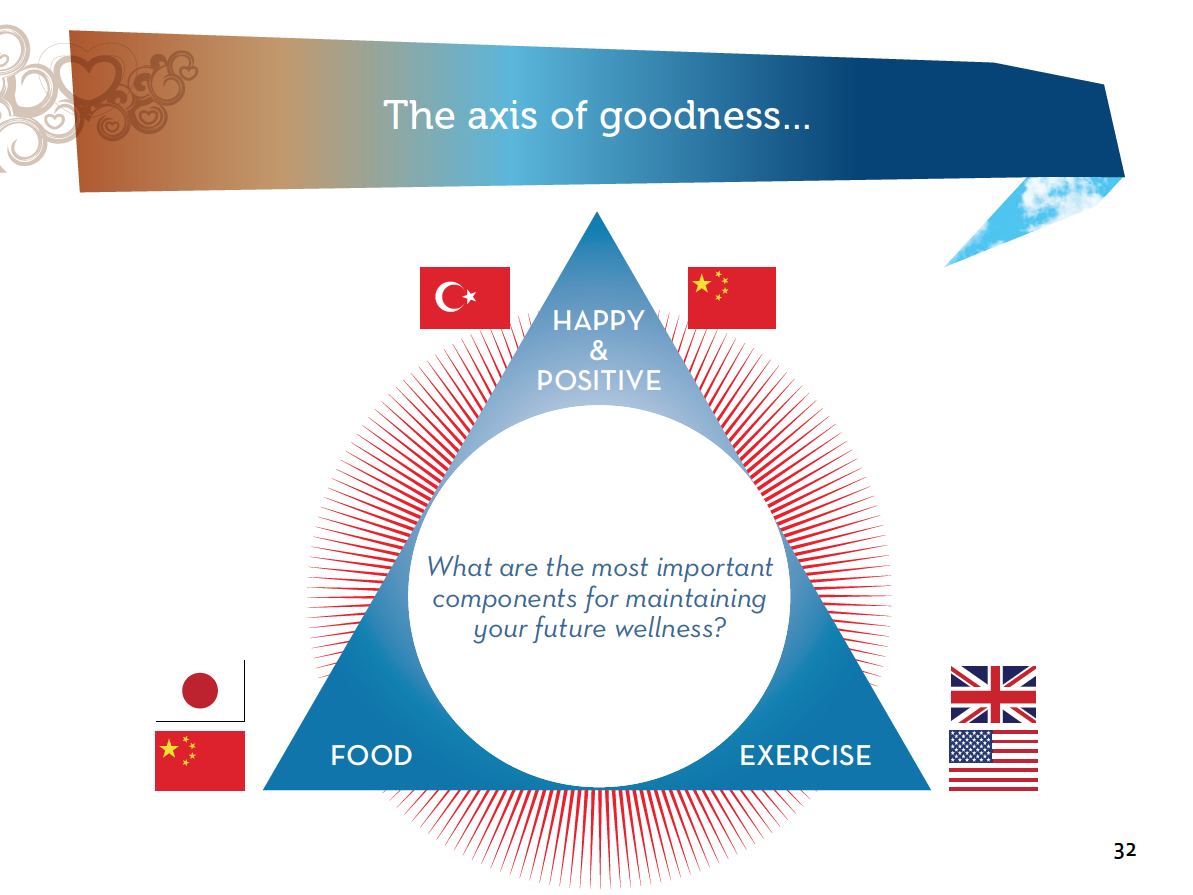 The axis of goodness...
HAPPY
&
POSITIVE
What are the most important
components for maintaining
your future wellness?
FOOD
EXERCISE
32